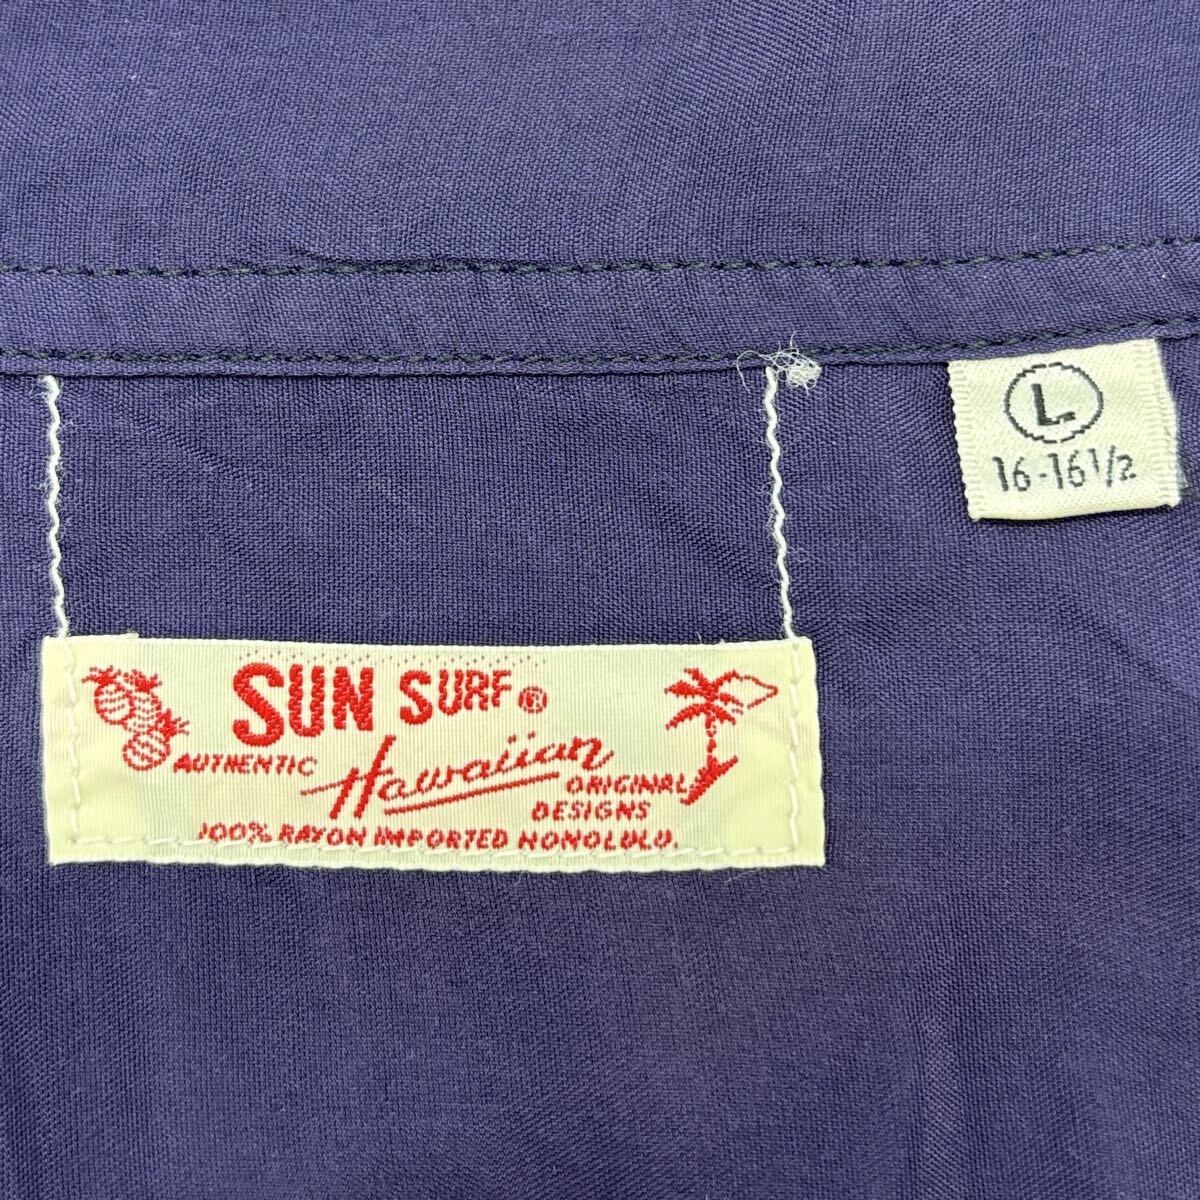 L
16-16 1/2
SUN SURF®
AUTHENTIC Hawaiian ORIGINAL
DESIGNS
100% RAYON IMPORTED HONOLULU.